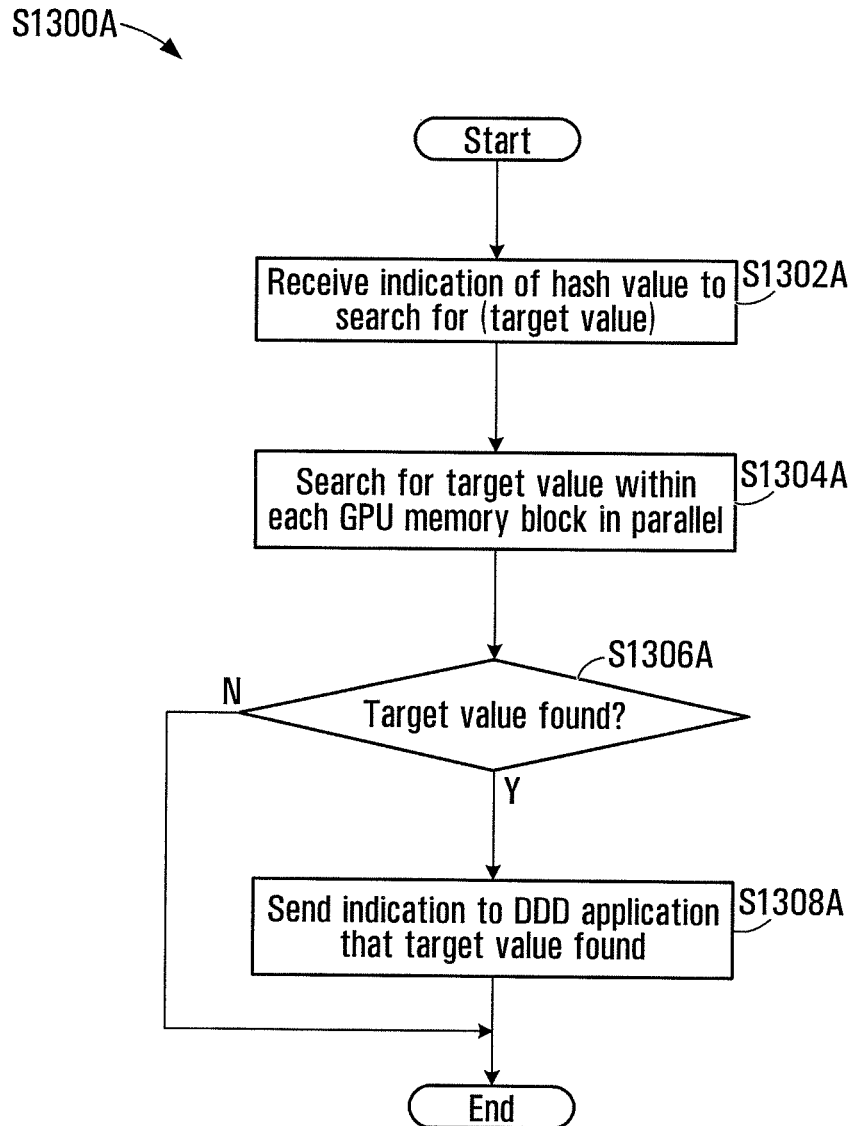 S1300A
Start
Receive indication of hash value to
search for (target value)
S1302A
Search for target value within
each GPU memory block in parallel
S1304A
S1306A
N
Target value found?
Y
Send indication to DDD application
that target value found
S1308A
End